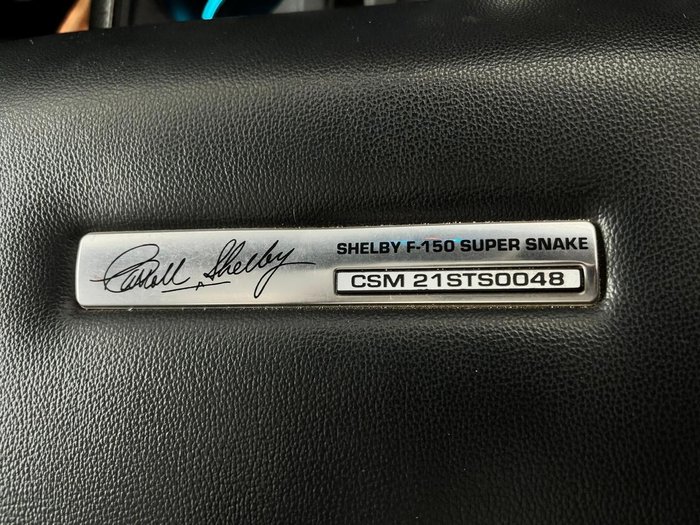 Carroll Shelby
SHELBY F-150 SUPER SNAKE
CSM 21STS0048